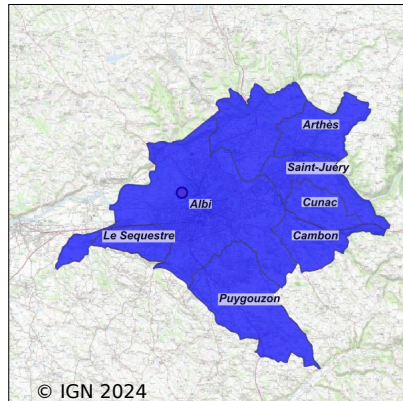 Arthès
Saint-Juéry
Cunac
Albi
Le Sequestre
Cambon
Puygouzon
© IGN 2024